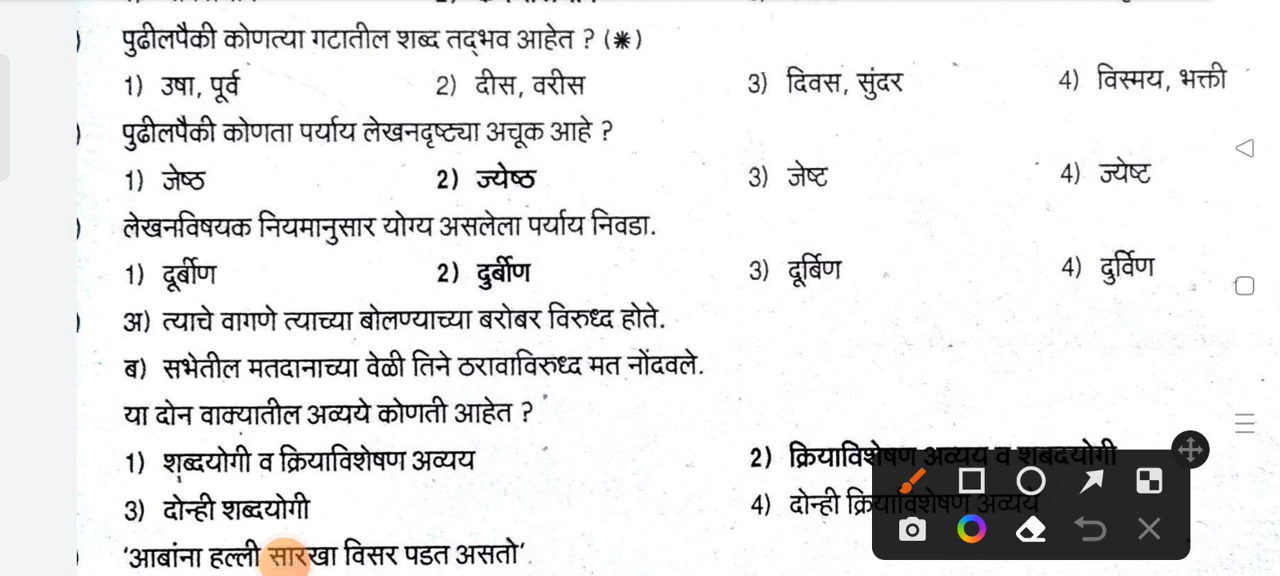 ) पुढीलपैकी कोणत्या गटातील शब्द तद्भव आहेत ? (*)
1) उषा, पूर्व 2) दीस, वरीस 3) दिवस, सुंदर 4) विस्मय, भक्ती
) पुढीलपैकी कोणता पर्याय लेखनदृष्ट्या अचूक आहे ?
1) जेष्ठ 2) ज्येष्ठ 3) जेष्ट 4) ज्येष्ट
) लेखनविषयक नियमानुसार योग्य असलेला पर्याय निवडा.
1) दूर्बीण 2) दुर्बीण 3) दूर्बिण 4) दुर्विण
) अ) त्याचे वागणे त्याच्या बोलण्याच्या बरोबर विरुध्द होते.
ब) सभेतील मतदानाच्या वेळी तिने ठरावाविरुध्द मत नोंदवले.
या दोन वाक्यातील अव्यये कोणती आहेत ?
1) शब्दयोगी व क्रियाविशेषण अव्यय 2) क्रियाविशेषण अव्यय व शबदयोगी
3) दोन्ही शब्दयोगी 4) दोन्ही क्रियाविशेषण अव्यये
) 'आबांना हल्ली सारखा विसर पडत असतो'